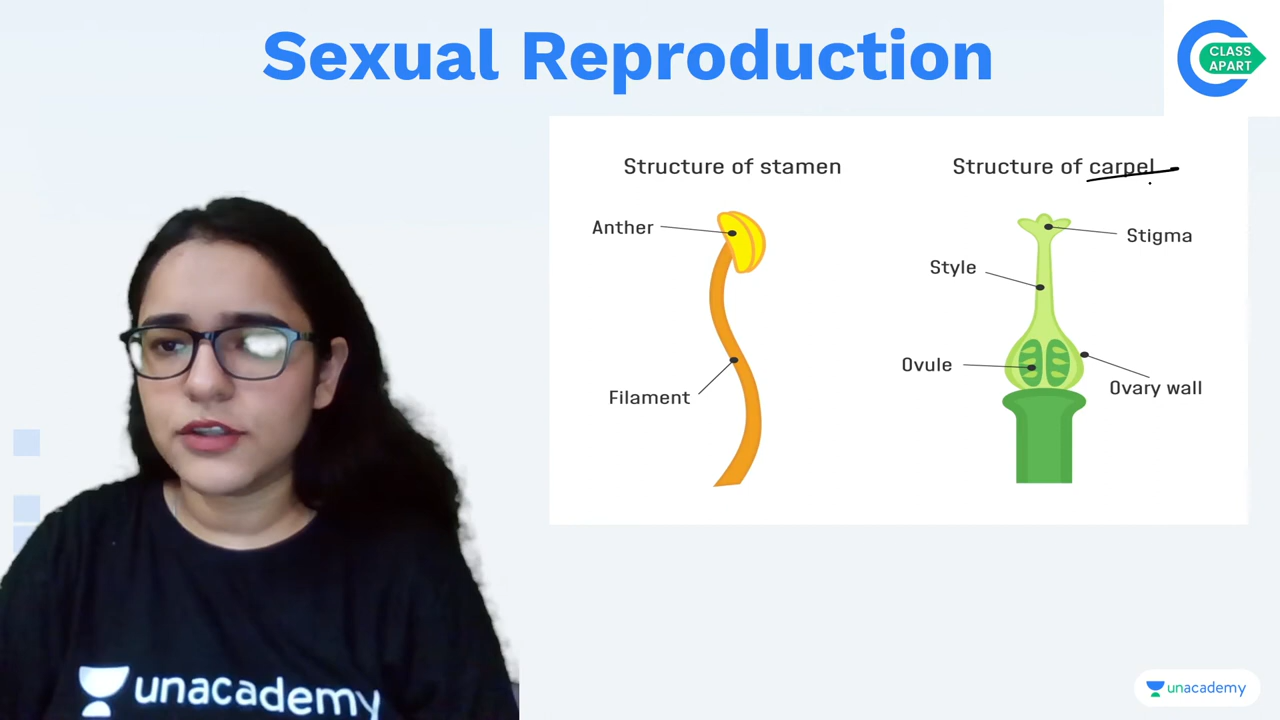 Sexual Reproduction
CLASS
APART
Structure of stamen
Structure of carpel
Anther
Filament
Stigma
Style
Ovule
Ovary wall
unacademy
unacademy